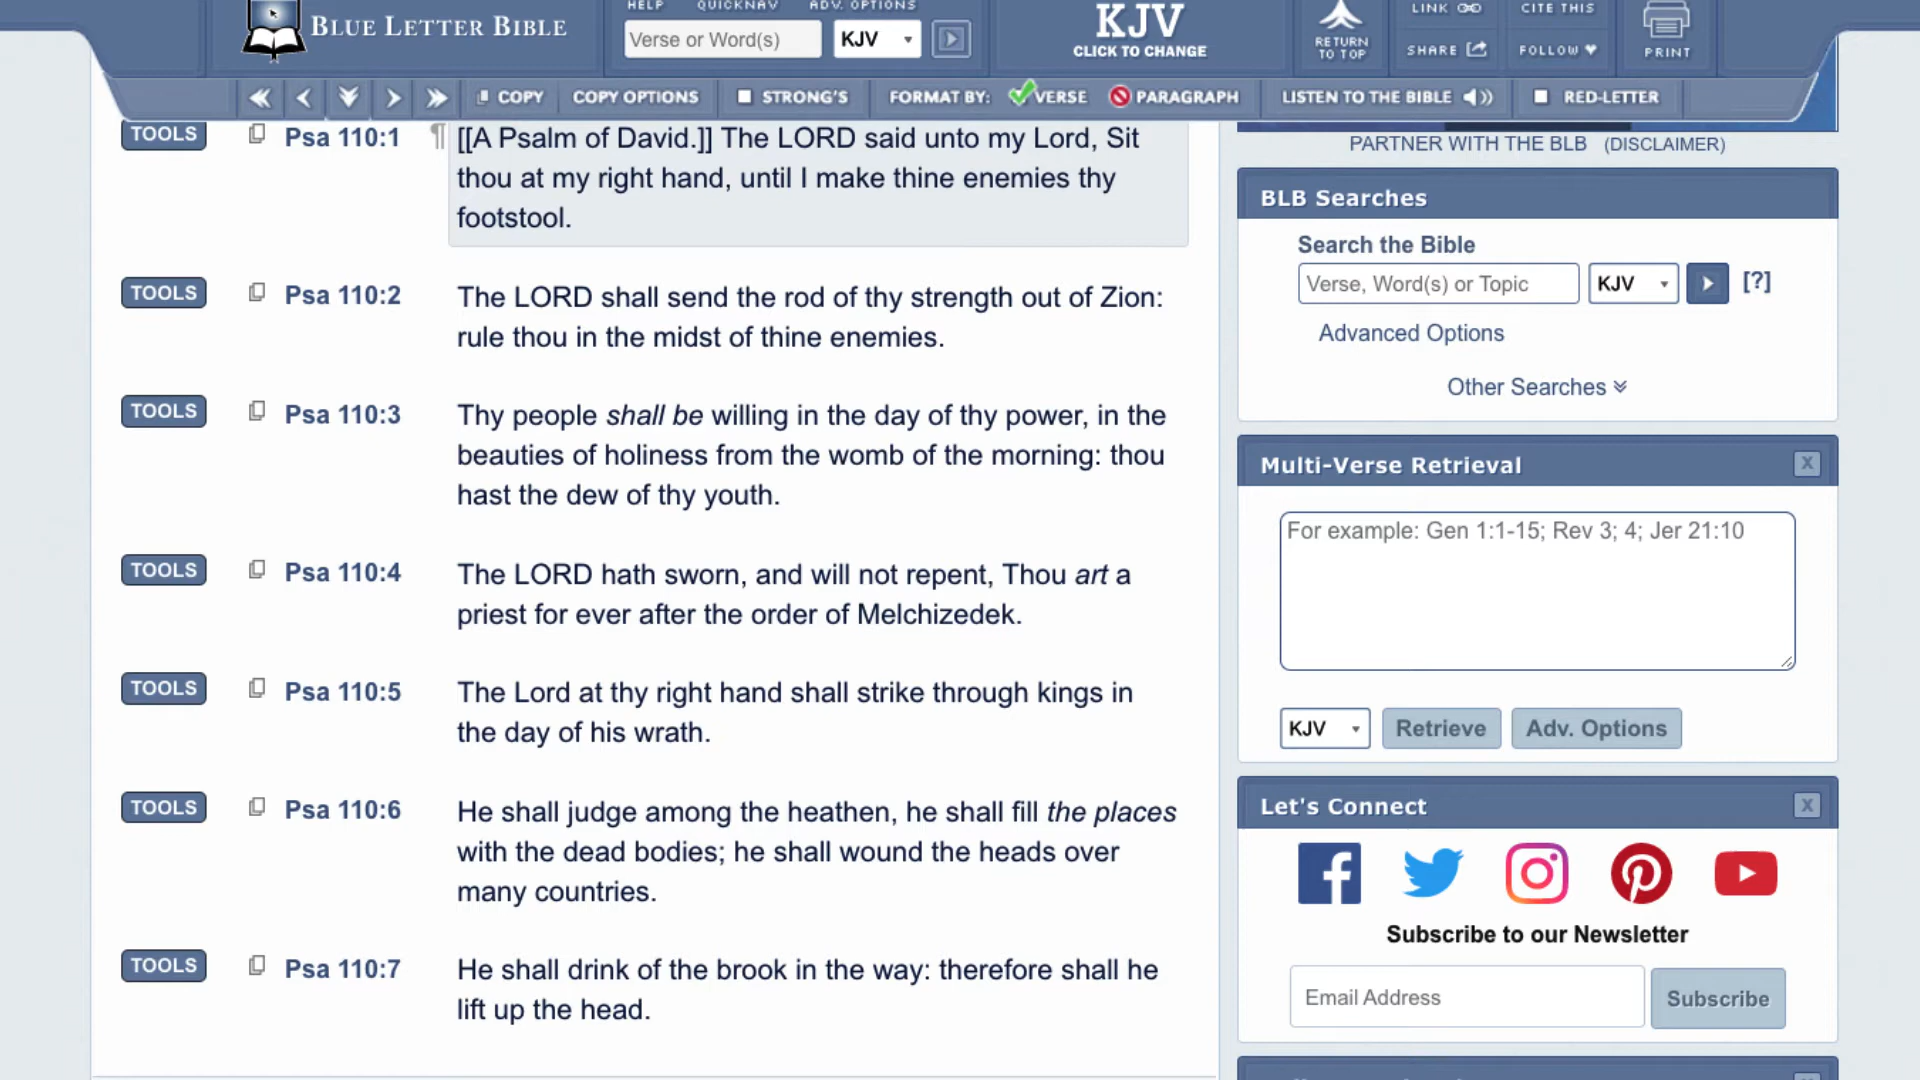 HELP QUICKNAV ADV. OPTIONS
BLUE LETTER BIBLE
Verse or Word(s) KJV
KJV
CLICK TO CHANGE
RETURN
TO TOP
LINK
SHARE
CITE THIS
FOLLOW
PRINT
COPY COPY OPTIONS STRONG'S FORMAT BY: VERSE PARAGRAPH LISTEN TO THE BIBLE RED-LETTER
TOOLS Psa 110:1 ¶ [[A Psalm of David.]] The LORD said unto my Lord, Sit
thou at my right hand, until I make thine enemies thy
footstool.
TOOLS Psa 110:2 The LORD shall send the rod of thy strength out of Zion:
rule thou in the midst of thine enemies.
TOOLS Psa 110:3 Thy people shall be willing in the day of thy power, in the
beauties of holiness from the womb of the morning: thou
hast the dew of thy youth.
TOOLS Psa 110:4 The LORD hath sworn, and will not repent, Thou art a
priest for ever after the order of Melchizedek.
TOOLS Psa 110:5 The Lord at thy right hand shall strike through kings in
the day of his wrath.
TOOLS Psa 110:6 He shall judge among the heathen, he shall fill the places
with the dead bodies; he shall wound the heads over
many countries.
TOOLS Psa 110:7 He shall drink of the brook in the way: therefore shall he
lift up the head.
PARTNER WITH THE BLB (DISCLAIMER)
BLB Searches
Search the Bible
Verse, Word(s) or Topic KJV [?]
Advanced Options
Other Searches
Multi-Verse Retrieval X
For example: Gen 1:1-15; Rev 3; 4; Jer 21:10
KJV Retrieve Adv. Options
Let's Connect X
Subscribe to our Newsletter
Email Address Subscribe